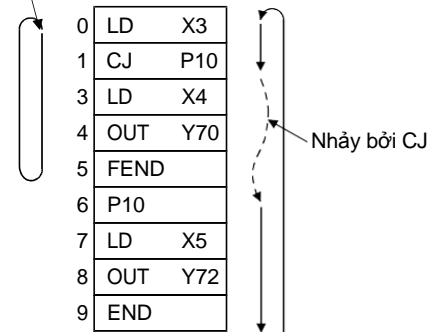 0 LD X3
1 CJ P10
3 LD X4
4 OUT Y70
Nhảy bởi CJ
5 FEND
6 P10
7 LD X5
8 OUT Y72
9 END